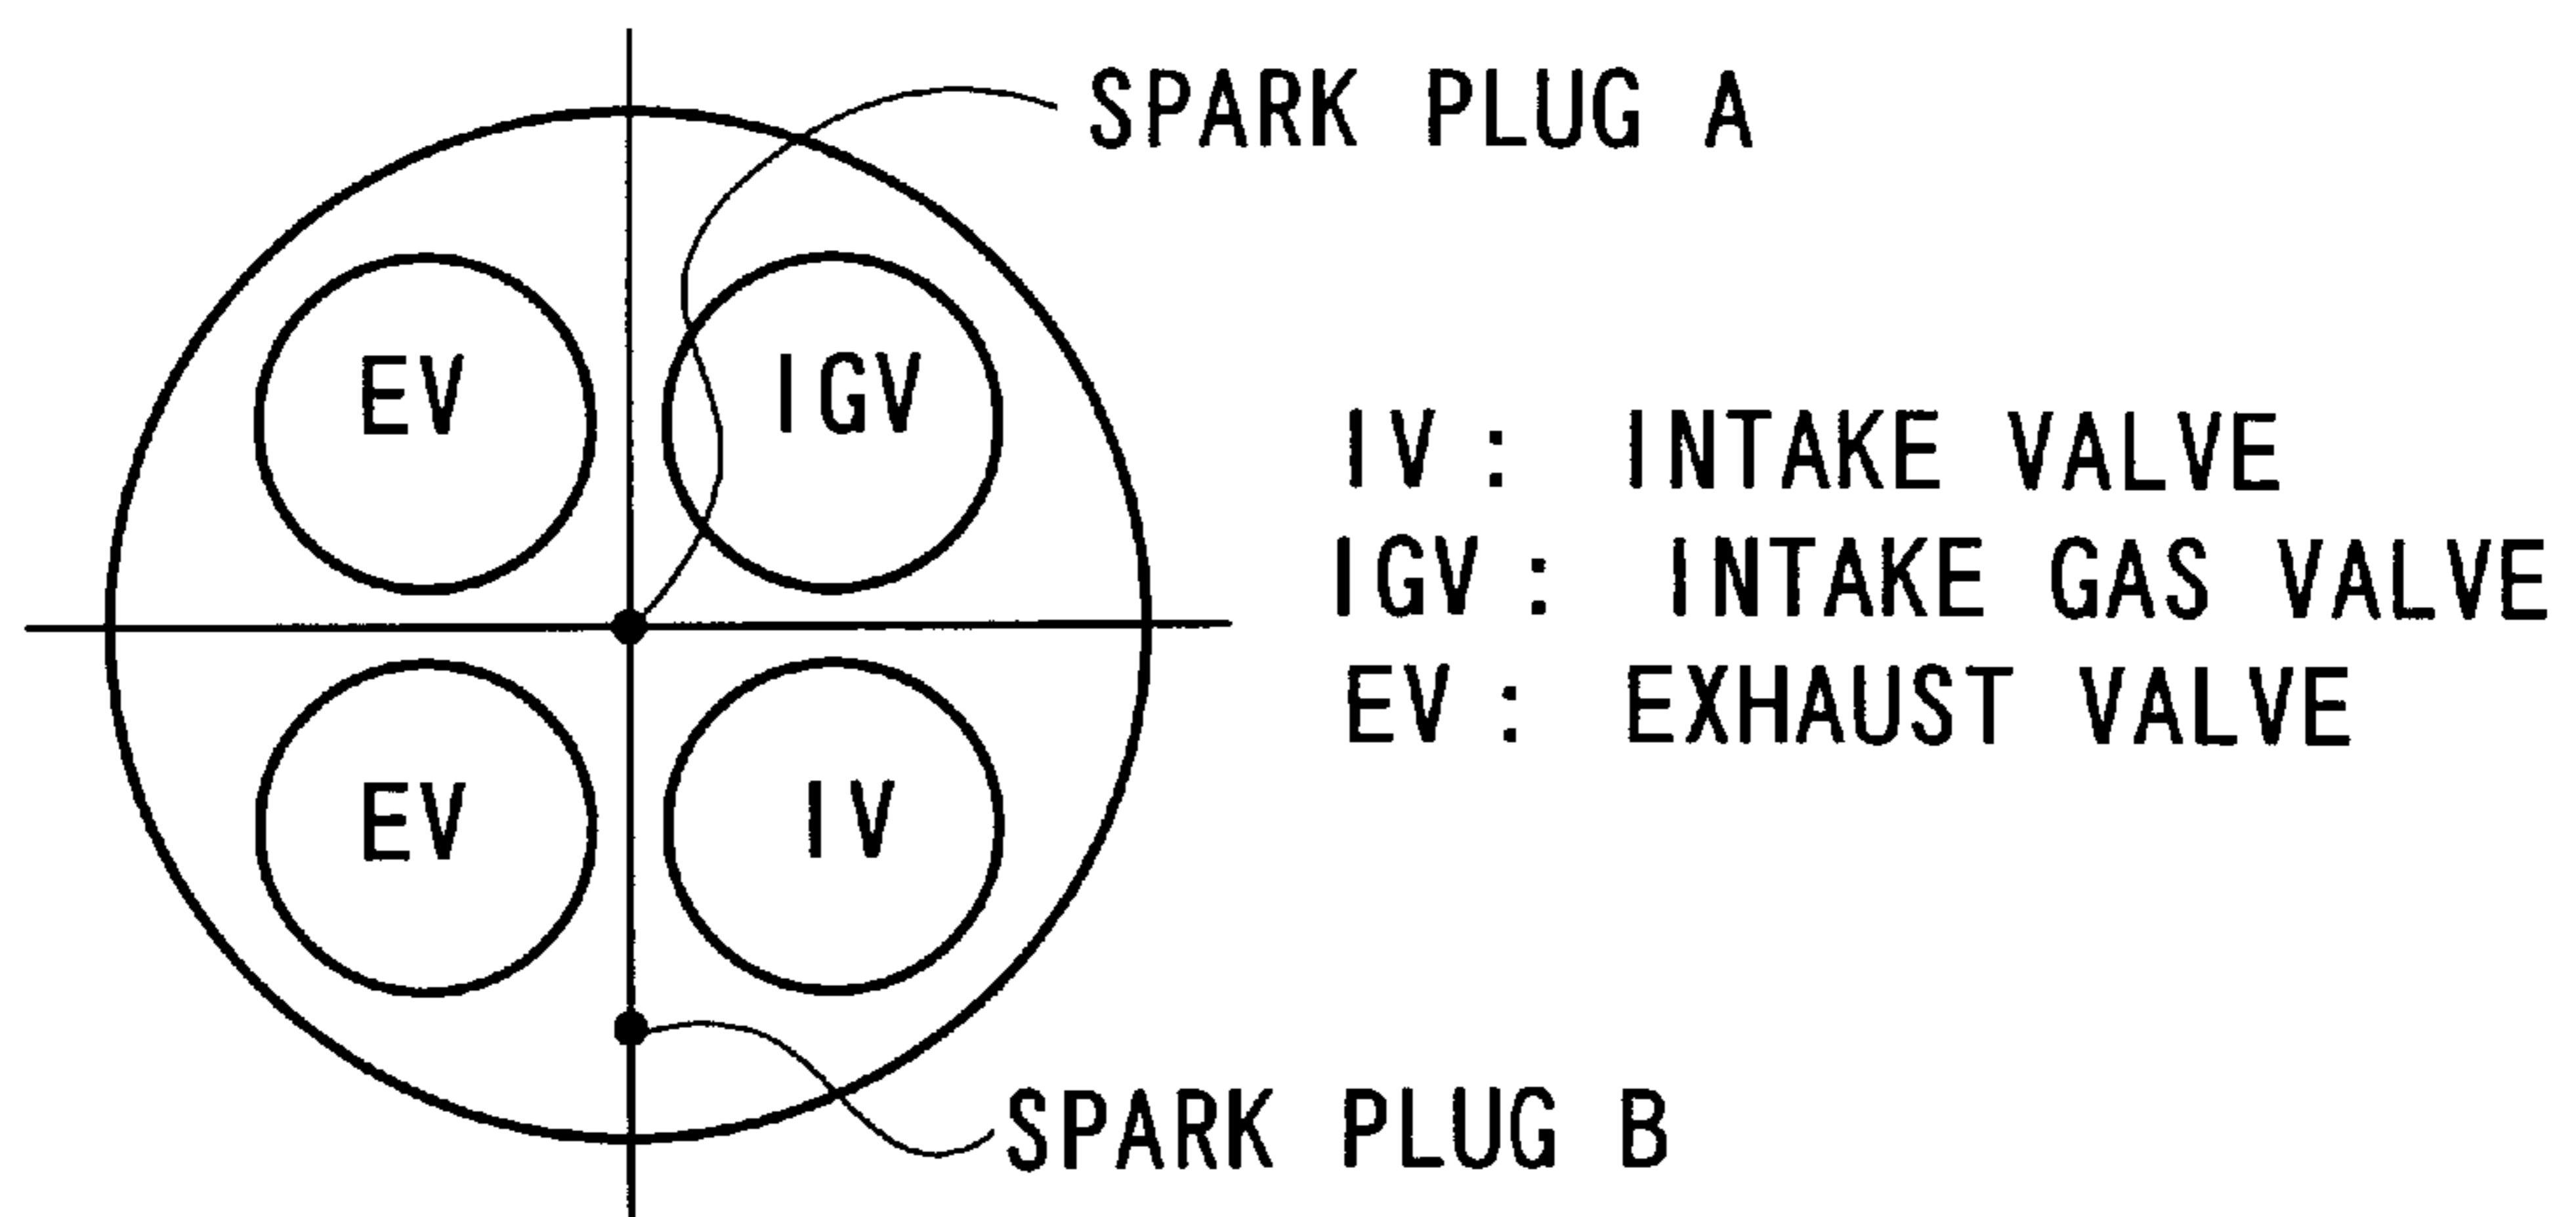 SPARK PLUG A
EV
IGV
IV : INTAKE VALVE
IGV : INTAKE GAS VALVE
EV : EXHAUST VALVE
EV
IV
SPARK PLUG B